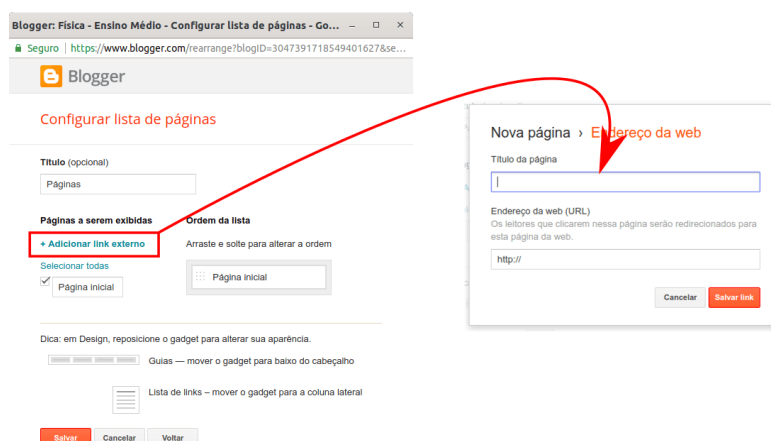 Blogger: Física - Ensino Médio - Configurar lista de páginas - Go...
Seguro | https://www.blogger.com/rearrange?blogID=3047391718549401627&se...
Blogger
Configurar lista de páginas
Título (opcional)
Páginas
Páginas a serem exibidas
Ordem da lista
+ Adicionar link externo
Arraste e solte para alterar a ordem
Selecionar todas
Página inicial
Página inicial
Dica: em Design, reposicione o gadget para alterar sua aparência.
Guias — mover o gadget para baixo do cabeçalho
Lista de links – mover o gadget para a coluna lateral
Salvar
Cancelar
Voltar
Nova página › Endereço da web
Título da página
Endereço da web (URL)
Os leitores que clicarem nessa página serão redirecionados para
esta página da web.
http://
Cancelar
Salvar link